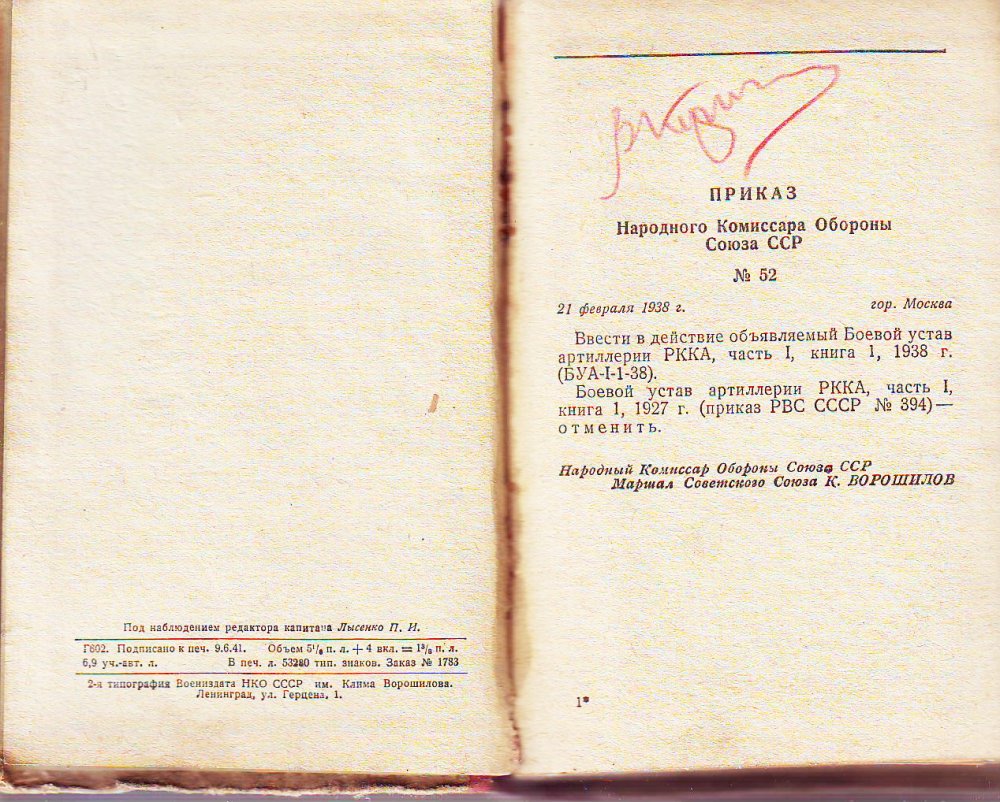 Под наблюдением редактора капитана Лысенко П. И.
Г602. Подписано к печ. 9.6.41. Объем 5 1/8 п. л. + 4 вкл. = 1 3/8 п. л.
6,9 уч.-авт. л. В печ. л. 53280 тип. знаков. Заказ № 1783
2-я типография Воениздата НКО СССР им. Клима Ворошилова.
Ленинград, ул. Герцена, 1.
ПРИКАЗ
Народного Комиссара Обороны
Союза ССР
№ 52
21 февраля 1938 г. гор. Москва
Ввести в действие объявляемый Боевой устав
артиллерии РККА, часть I, книга 1, 1938 г.
(БУА-I-1-38).
Боевой устав артиллерии РККА, часть I,
книга 1, 1927 г. (приказ РВС СССР № 394)—
отменить.
Народный Комиссар Обороны Союза ССР
Маршал Советского Союза К. ВОРОШИЛОВ
1*